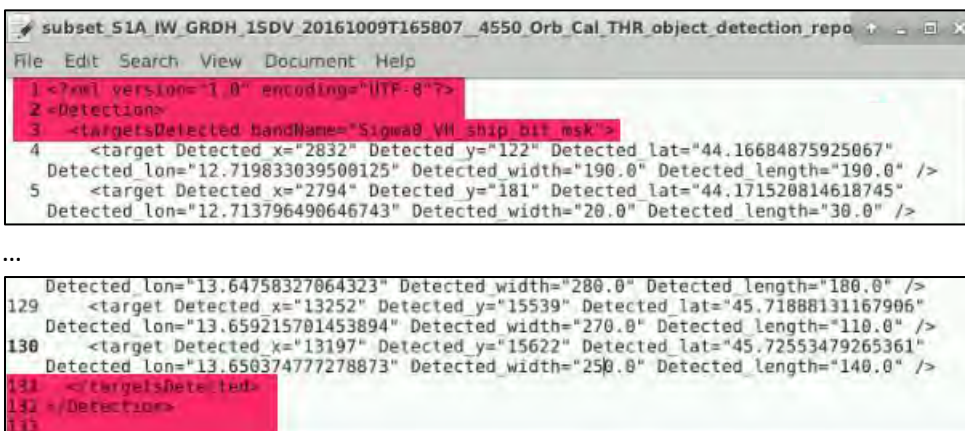 subset_S1A_IW_GRDH_1SDV_20161009T165807__4550_Orb_Cal_THR_object_detection_repo
File Edit Search View Document Help
1 <?xml version="1.0" encoding="UTF-8"?>
2 <Detection>
3 <targetsDetected bandName="Sigma0_VH_ship_bit_msk">
4 <target Detected_x="2832" Detected_y="122" Detected_lat="44.16684875925067"
Detected_lon="12.719833039500125" Detected_width="190.0" Detected_length="190.0" />
5 <target Detected_x="2794" Detected_y="181" Detected_lat="44.171520814618745"
Detected_lon="12.713796490646743" Detected_width="20.0" Detected_length="30.0" />
...
Detected_lon="13.64758327064323" Detected_width="280.0" Detected_length="180.0" />
129 <target Detected_x="13252" Detected_y="15539" Detected_lat="45.71888131167906"
Detected_lon="13.659215701453894" Detected_width="270.0" Detected_length="110.0" />
130 <target Detected_x="13197" Detected_y="15622" Detected_lat="45.72553479265361"
Detected_lon="13.650374777278873" Detected_width="250.0" Detected_length="140.0" />
131 </targetsDetected>
132 </Detection>
133